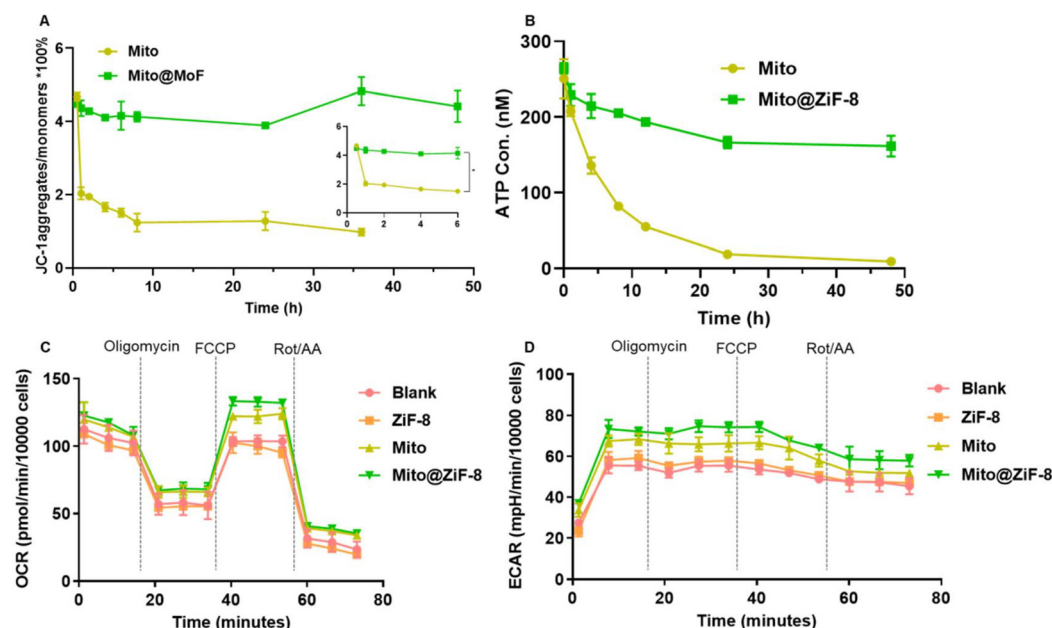 A
JC-1aggregates/monomers *100%
6
4
2
0
0
10
20
30
40
50
Time (h)
Mito
Mito@MoF
6
4
2
0
0
2
4
6
B
ATP Con. (nM)
300
200
100
0
0
10
20
30
40
50
Time (h)
Mito
Mito@ZiF-8
C
Oligomycin
FCCP
Rot/AA
OCR (pmol/min/10000 cells)
150
100
50
0
0
20
40
60
80
Time (minutes)
Blank
ZiF-8
Mito
Mito@ZiF-8
D
Oligomycin
FCCP
Rot/AA
ECAR (mpH/min/10000 cells)
100
80
60
40
20
0
0
20
40
60
80
Time (minutes)
Blank
ZiF-8
Mito
Mito@ZiF-8